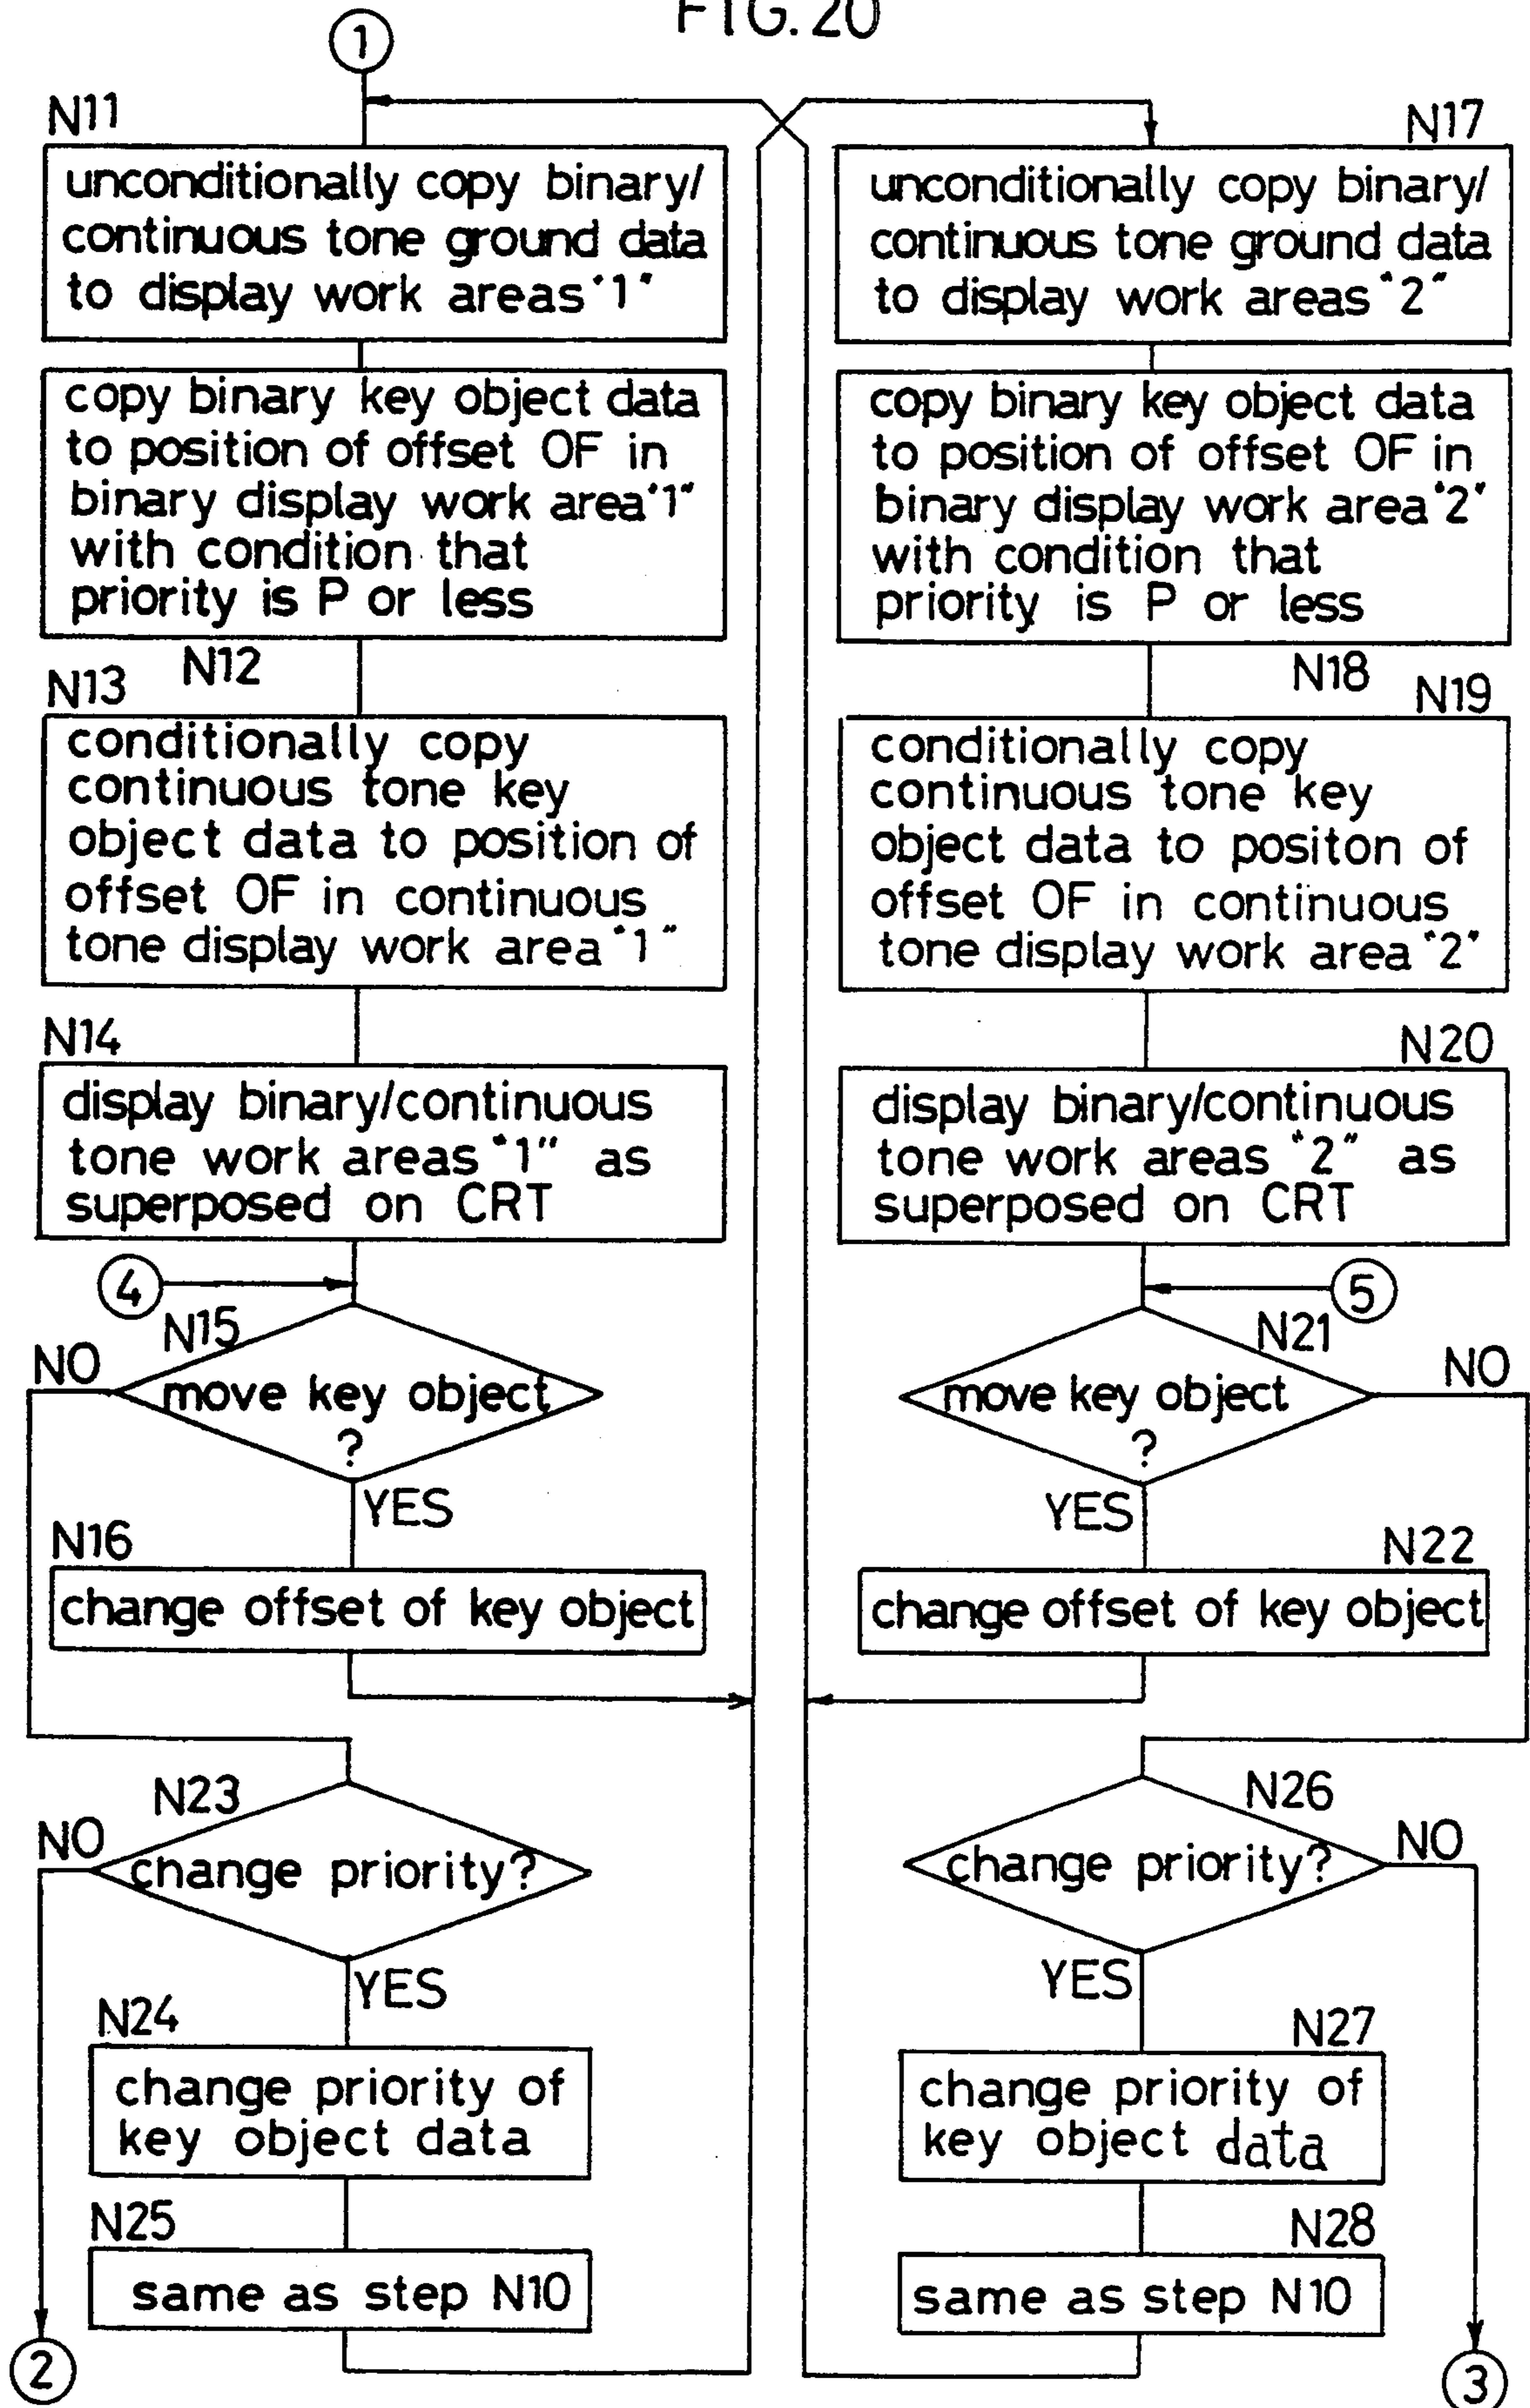 FIG. 20
1
N11
unconditionally copy binary/
continuous tone ground data
to display work areas "1"
copy binary key object data
to position of offset OF in
binary display work area "1"
with condition that
priority is P or less
N12
N13
conditionally copy
continuous tone key
object data to position of
offset OF in continuous
tone display work area "1"
N14
display binary/continuous
tone work areas "1" as
superposed on CRT
4
N15
NO
move key object
?
YES
N16
change offset of key object
N23
NO
change priority?
YES
N24
change priority of
key object data
N25
same as step N10
2
N17
unconditionally copy binary/
continuous tone ground data
to display work areas "2"
copy binary key object data
to position of offset OF in
binary display work area "2"
with condition that
priority is P or less
N18
N19
conditionally copy
continuous tone key
object data to positon of
offset OF in continuous
tone display work area "2"
N20
display binary/continuous
tone work areas "2" as
superposed on CRT
5
N21
NO
move key object
?
YES
N22
change offset of key object
N26
NO
change priority?
YES
N27
change priority of
key object data
N28
same as step N10
3